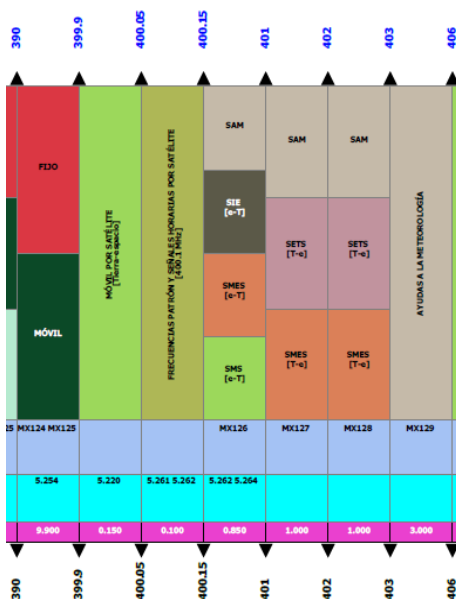 390
399.9
400.05
400.15
401
402
403
406
FIJO
MÓVIL
MÓVIL POR SATÉLITE
[Tierra-espacio]
FRECUENCIAS PATRÓN Y SEÑALES HORARIAS POR SATÉLITE
[400.1 MHz]
SAM
SIE
[e-T]
SMES
[e-T]
SMS
[e-T]
SAM
SETS
[T-e]
SMES
[T-e]
SAM
SETS
[T-e]
SMES
[T-e]
AYUDAS A LA METEOROLOGÍA
25 MX124 MX125 MX126 MX127 MX128 MX129
5.254 5.220 5.261 5.262 5.262 5.264
9.900 0.150 0.100 0.850 1.000 1.000 3.000
390
399.9
400.05
400.15
401
402
403
406